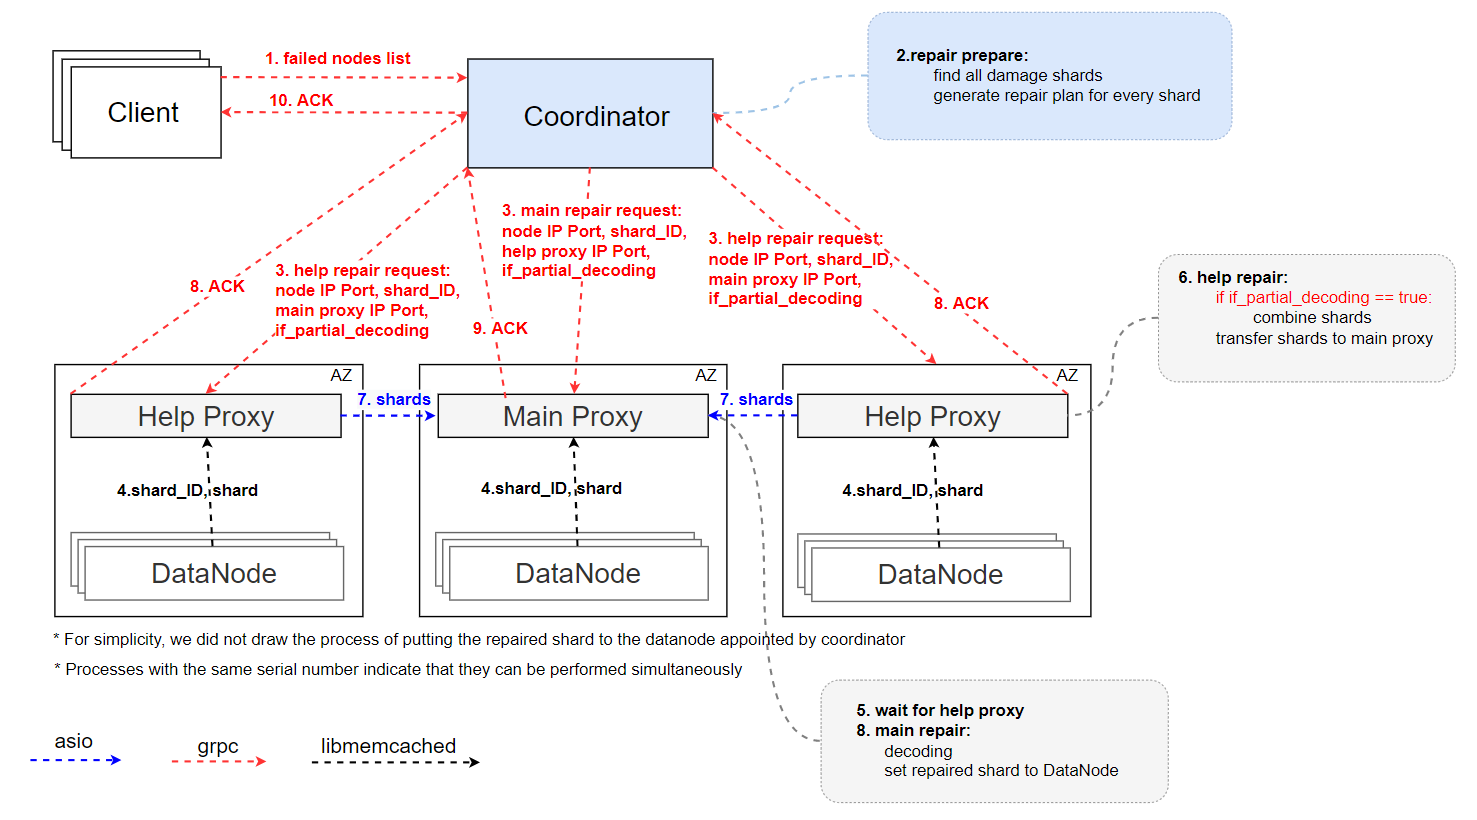 1. failed nodes list
10. ACK
Client
Coordinator
2.repair prepare:
find all damage shards
generate repair plan for every shard
3. main repair request:
node IP Port, shard_ID,
help proxy IP Port,
if_partial_decoding
3. help repair request:
node IP Port, shard_ID,
main proxy IP Port,
if_partial_decoding
3. help repair request:
node IP Port, shard_ID,
main proxy IP Port,
if_partial_decoding
8. ACK
9. ACK
8. ACK
6. help repair:
if if_partial_decoding == true:
combine shards
transfer shards to main proxy
AZ
AZ
AZ
Help Proxy
7. shards
Main Proxy
7. shards
Help Proxy
4.shard_ID, shard
4.shard_ID, shard
4.shard_ID, shard
DataNode
DataNode
DataNode
* For simplicity, we did not draw the process of putting the repaired shard to the datanode appointed by coordinator
* Processes with the same serial number indicate that they can be performed simultaneously
5. wait for help proxy
8. main repair:
decoding
set repaired shard to DataNode
asio
grpc
libmemcached